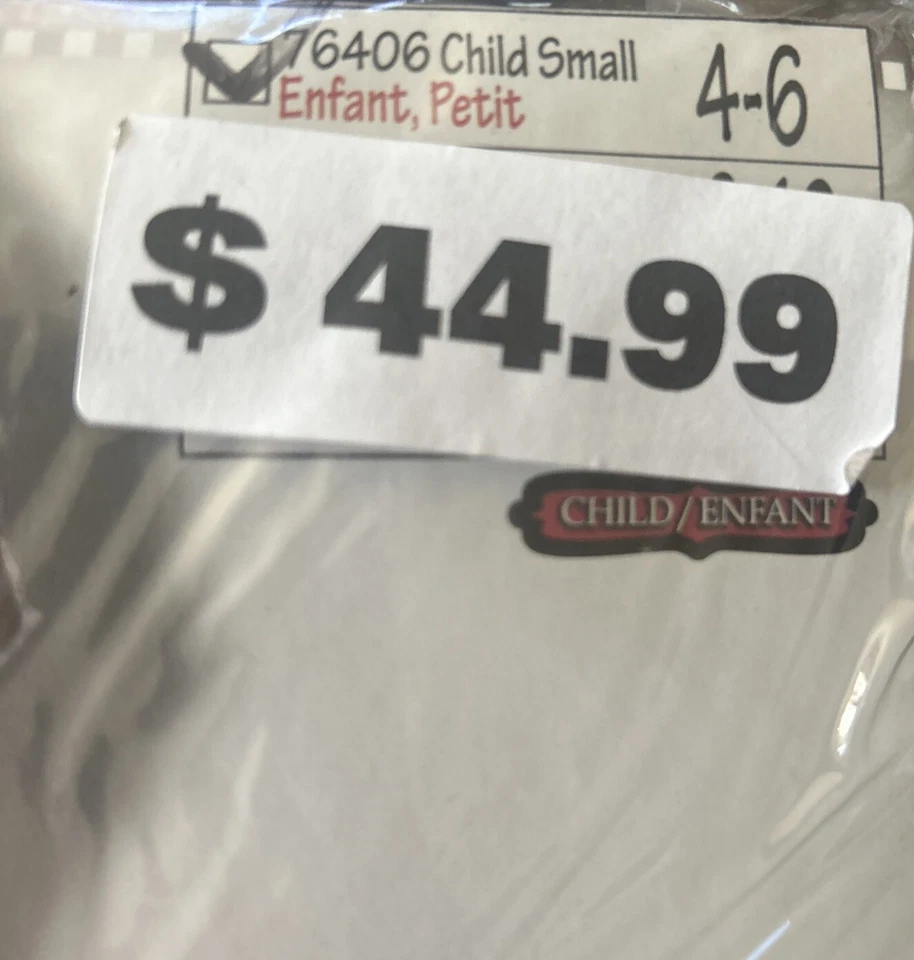 76406 Child Small 4-6
Enfant, Petit
$ 44.99
CHILD/ENFANT